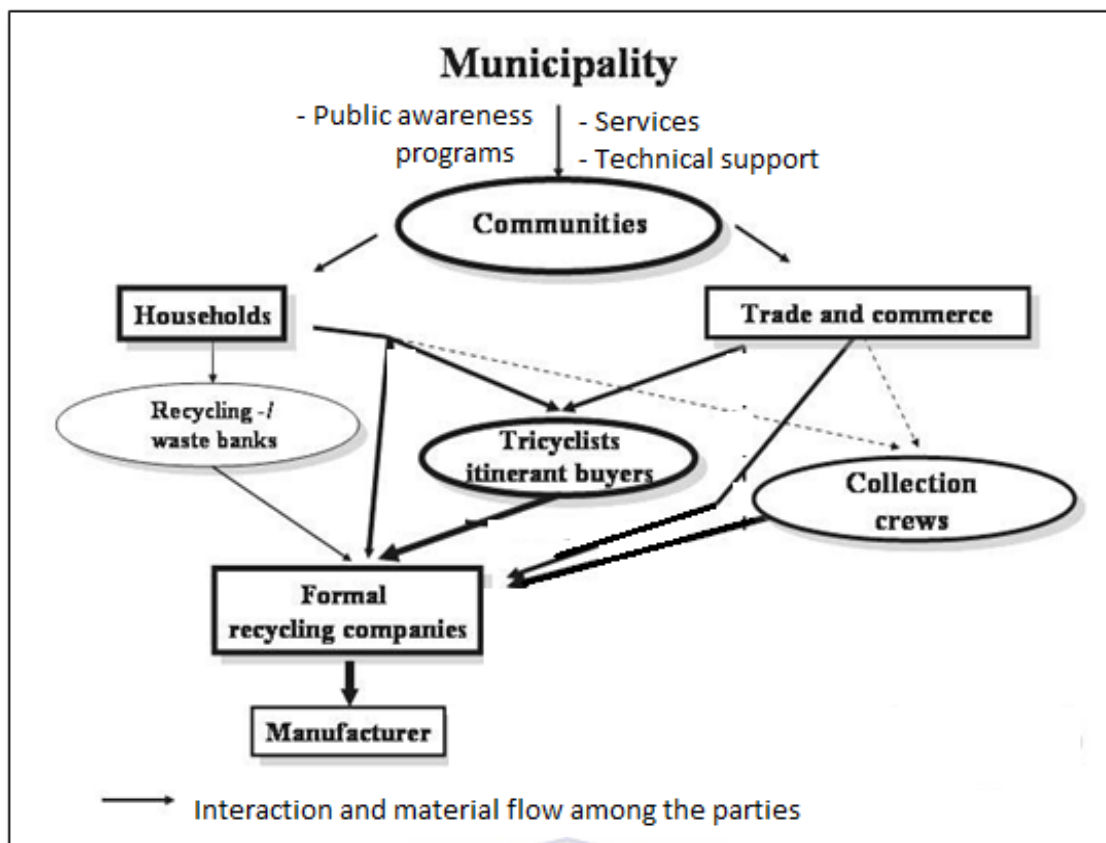 Municipality
- Public awareness
programs
- Services
- Technical support
Communities
Households
Trade and commerce
Recycling -/
waste banks
Tricyclists
itinerant buyers
Collection
crews
Formal
recycling companies
Manufacturer
Interaction and material flow among the parties